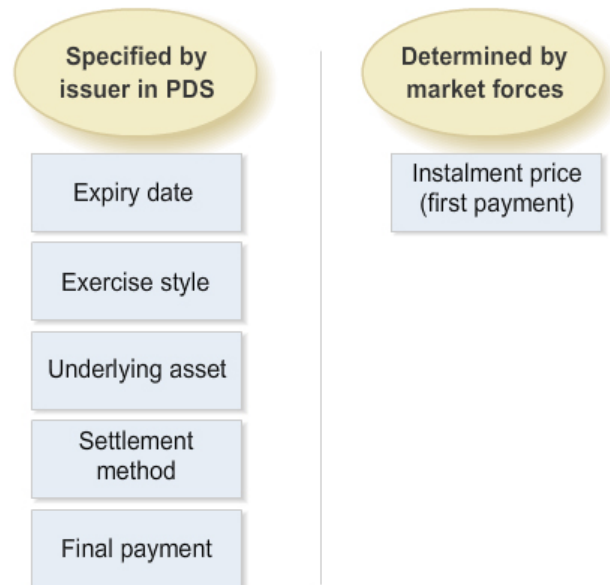 Specified by
issuer in PDS
Expiry date
Exercise style
Underlying asset
Settlement
method
Final payment
Determined by
market forces
Instalment price
(first payment)